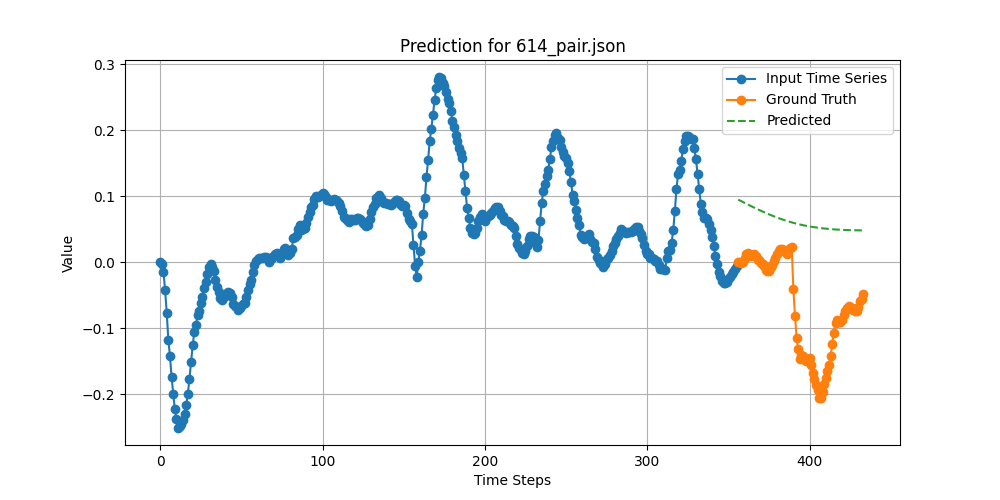 Prediction for 614_pair.json
Input Time Series
Ground Truth
Predicted
0.3
0.2
0.1
0.0
−0.1
−0.2
Value
0
100
200
300
400
Time Steps